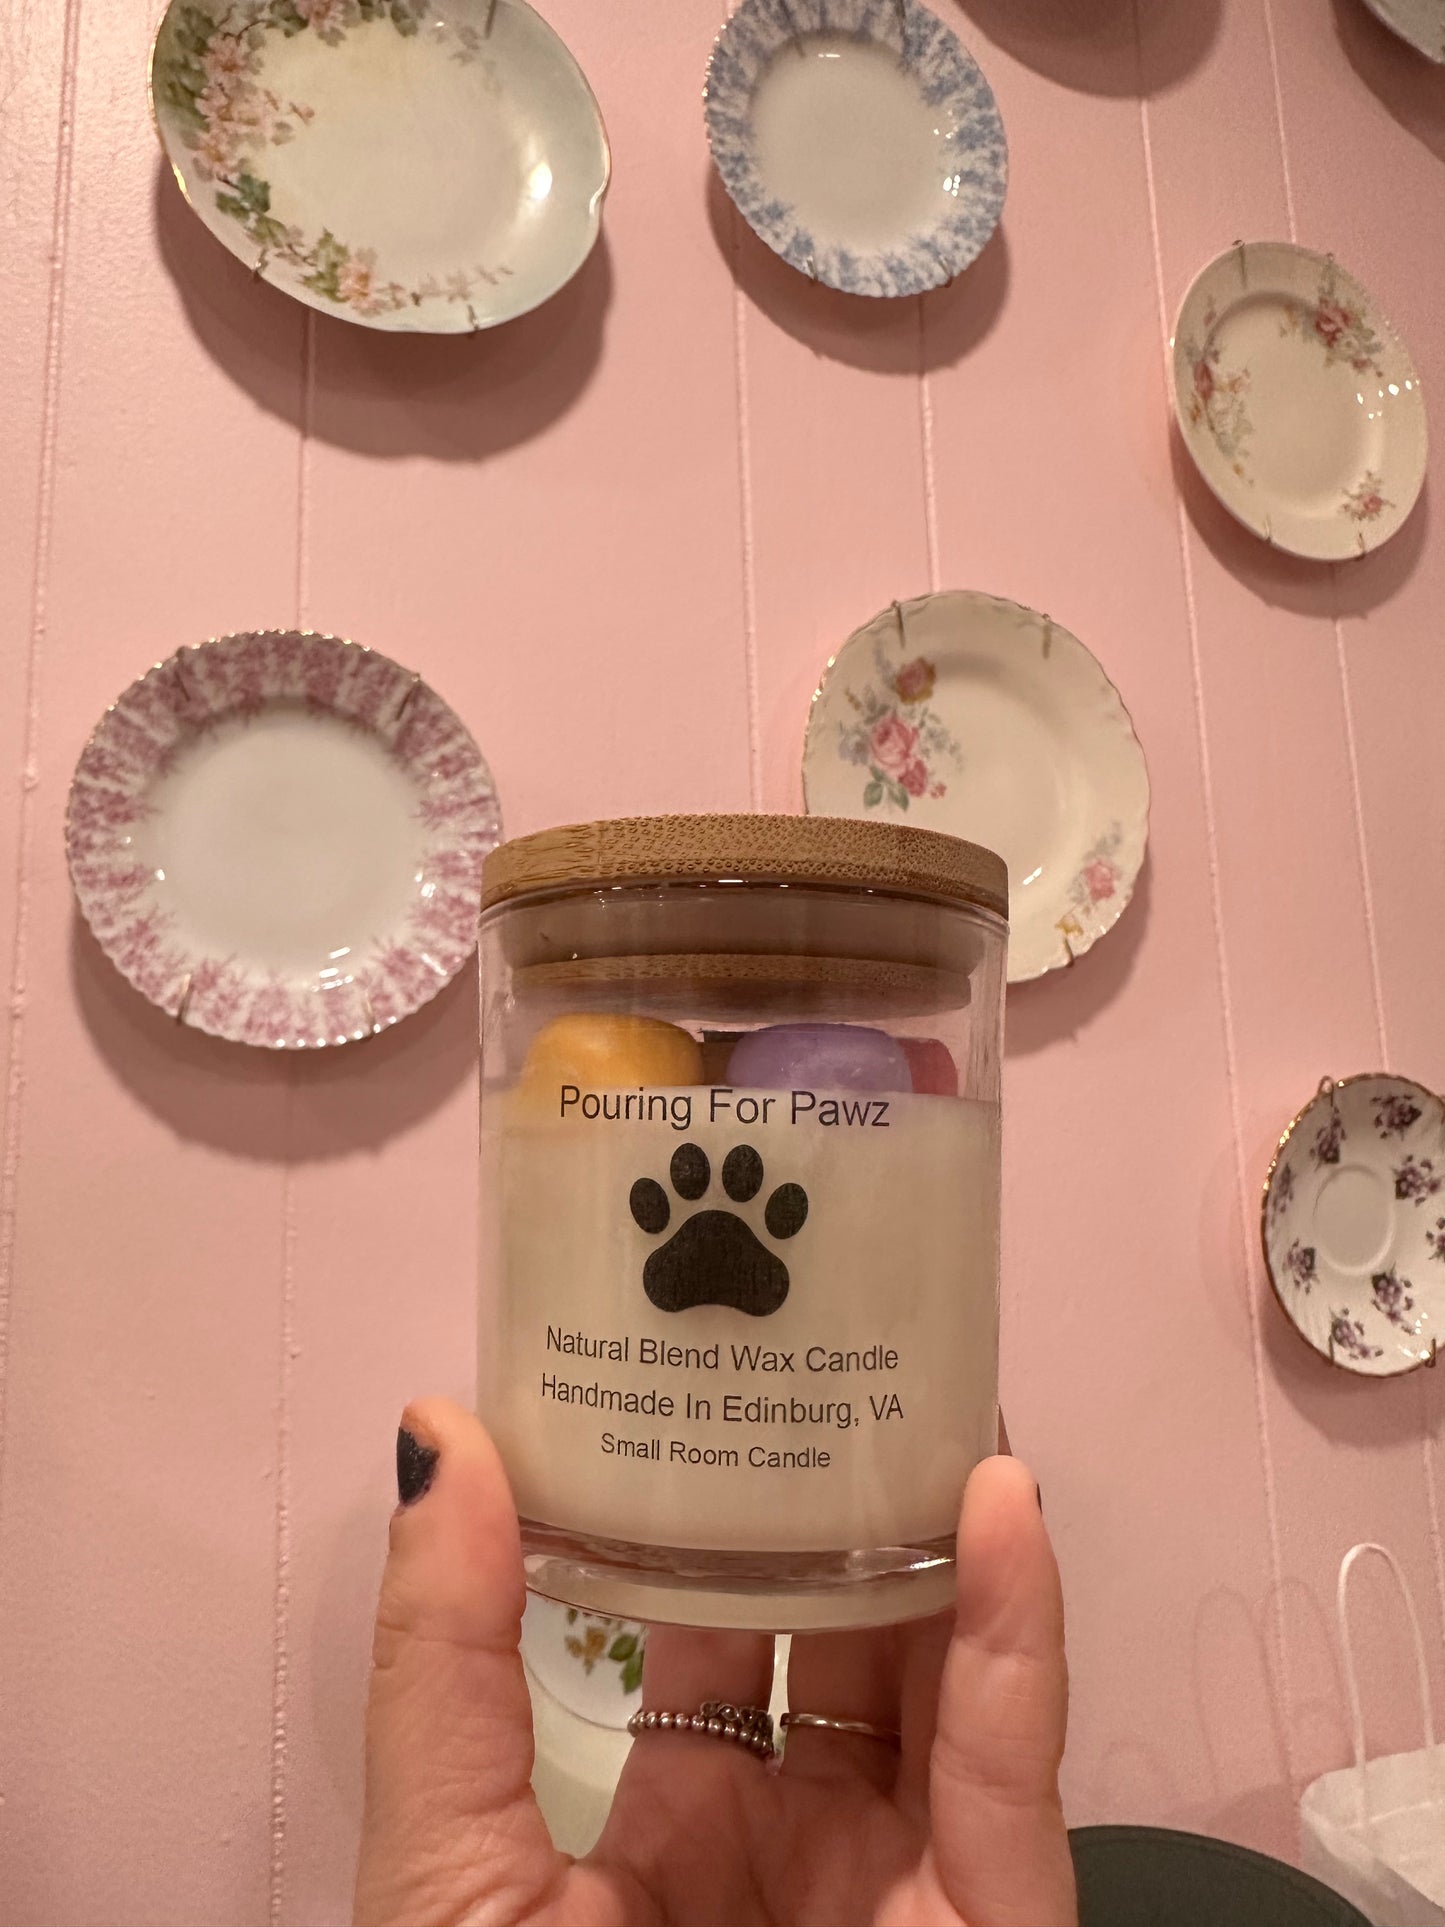 Pouring For Pawz
Natural Blend Wax Candle
Handmade In Edinburg, VA
Small Room Candle